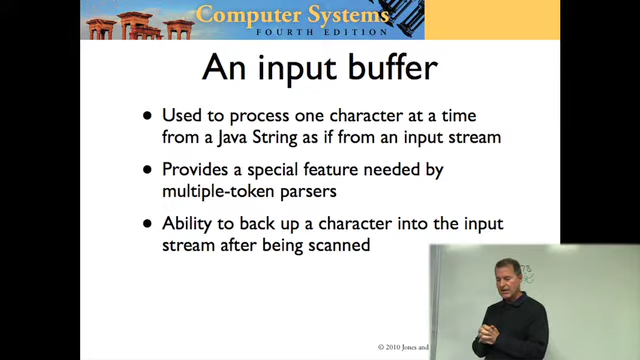 Computer Systems
FOURTH EDITION
An input buffer
• Used to process one character at a time
from a Java String as if from an input stream
• Provides a special feature needed by
multiple-token parsers
• Ability to back up a character into the input
stream after being scanned
© 2010 Jones and